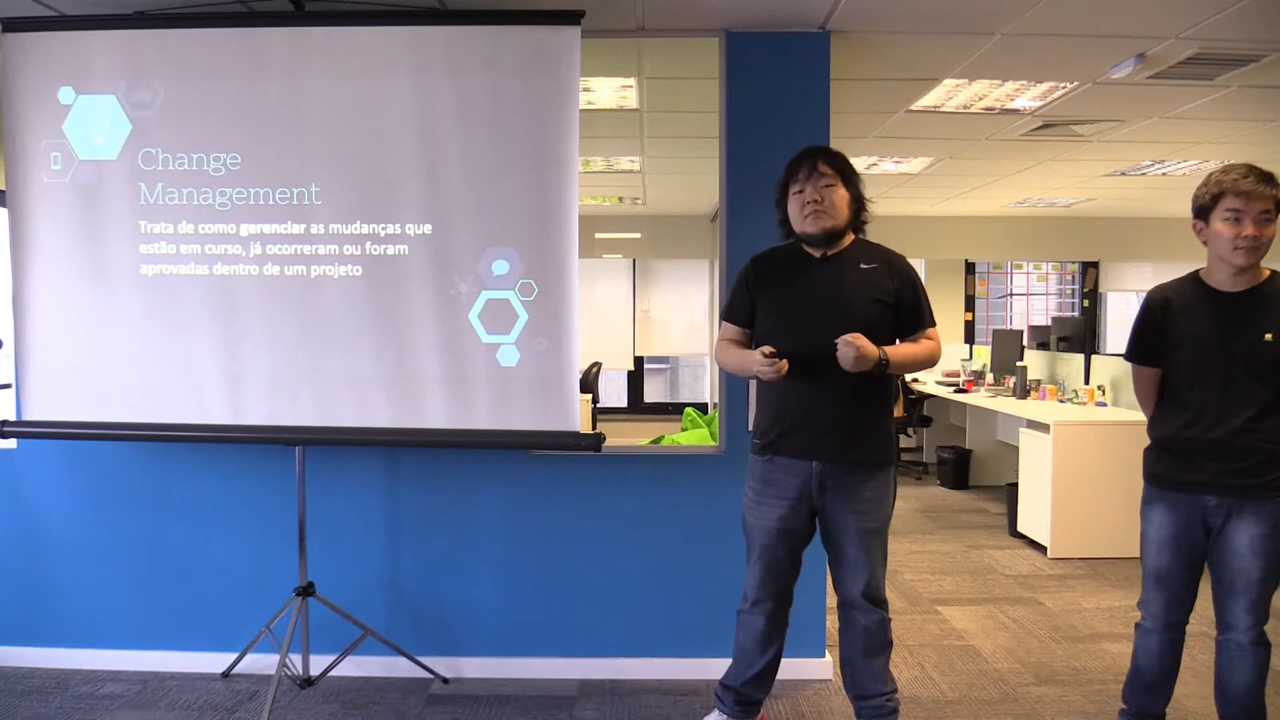 Change
Management
Trata de como gerenciar as mudanças que
estão em curso, já ocorreram ou foram
aprovadas dentro de um projeto